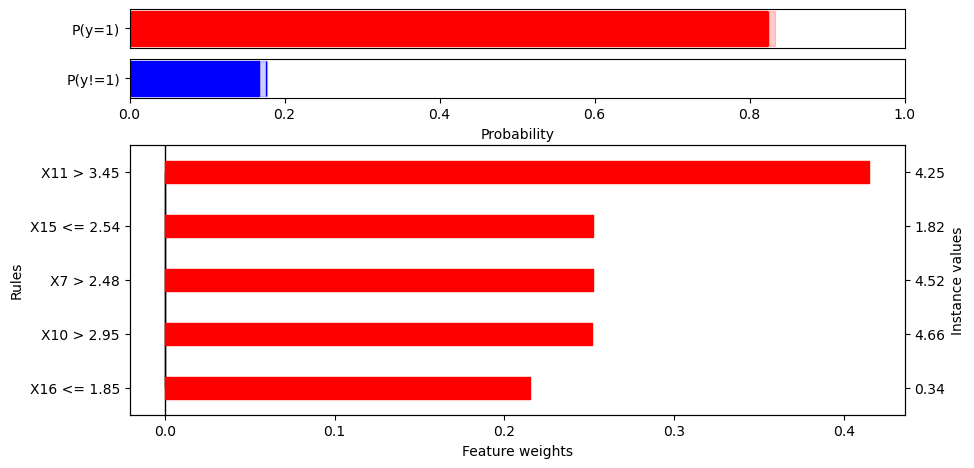 P(y=1)
P(y!=1)
0.0 0.2 0.4 0.6 0.8 1.0
Probability
X11 > 3.45 4.25
X15 <= 2.54 1.82
X7 > 2.48 4.52
X10 > 2.95 4.66
X16 <= 1.85 0.34
Rules
Instance values
0.0 0.1 0.2 0.3 0.4
Feature weights